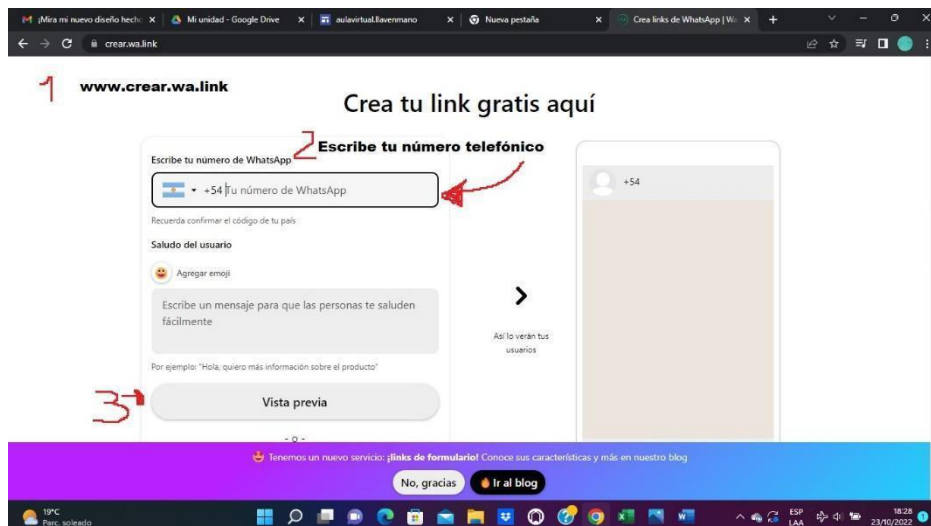 ¡Mira mi nuevo diseño hecho
Mi unidad - Google Drive
aulavirtual.llavenmano
Nueva pestaña
Crea links de WhatsApp | Wa
crear.wa.link
1 www.crear.wa.link
Crea tu link gratis aquí
2 Escribe tu número telefónico
Escribe tu número de WhatsApp
+54 Tu número de WhatsApp
+54
Recuerda confirmar el código de tu país
Saludo del usuario
Agregar emoji
Escribe un mensaje para que las personas te saluden
fácilmente
Así lo verán tus
usuarios
Por ejemplo: "Hola, quiero más información sobre el producto"
3 Vista previa
- o -
Tenemos un nuevo servicio: ¡links de formulario! Conoce sus características y más en nuestro blog
No, gracias
Ir al blog
19°C
Parc. soleado
ESP
LAA
18:28
23/10/2022